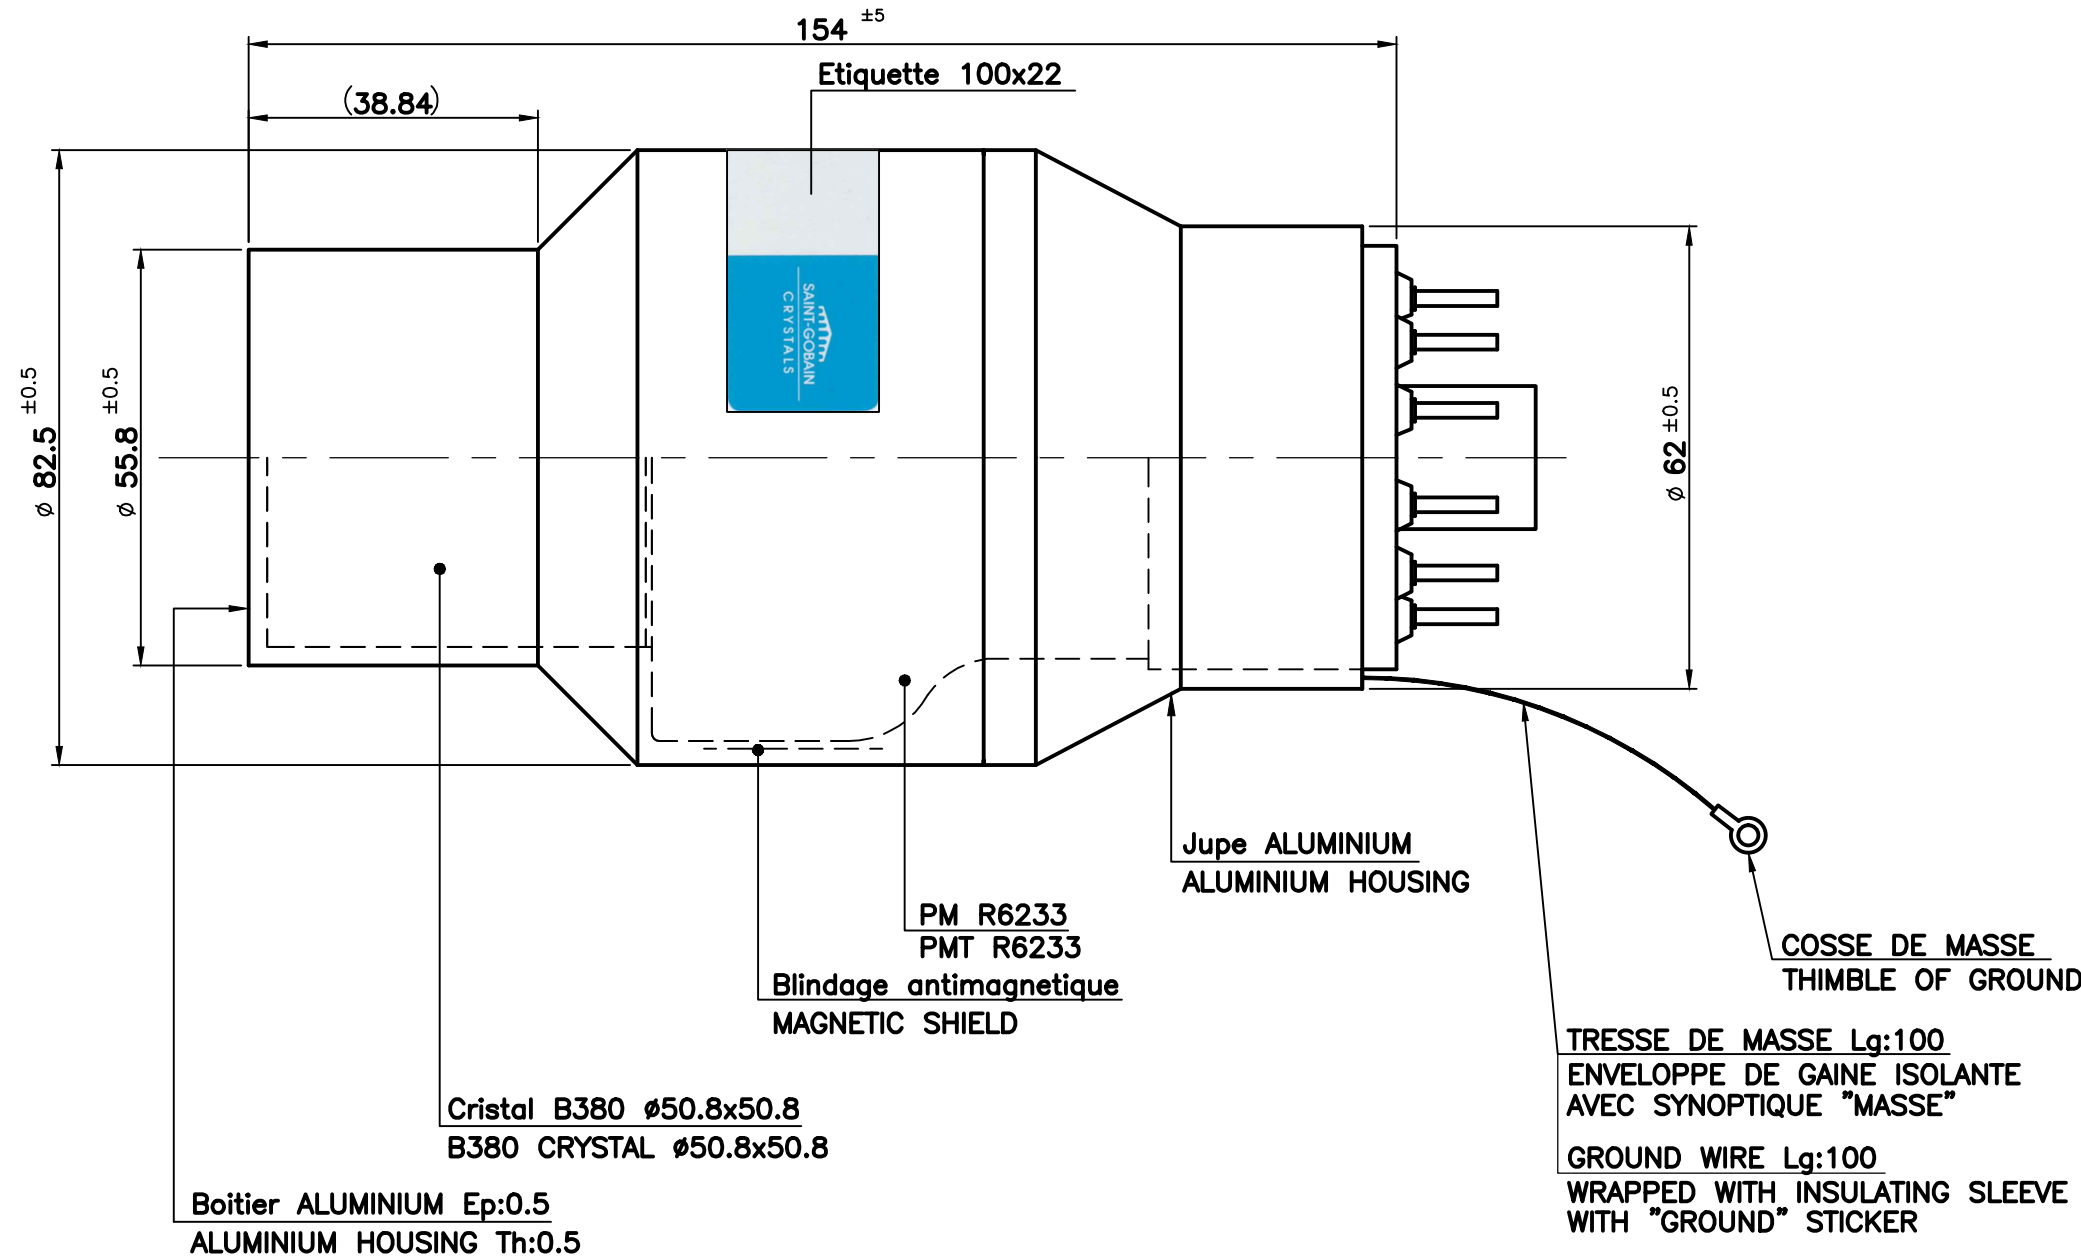 154 ±5
Etiquette 100x22
(38.84)
SAINT-GOBAIN
CRYSTALS
ø 82.5 ±0.5
ø 55.8 ±0.5
ø 62 ±0.5
Jupe ALUMINIUM
ALUMINIUM HOUSING
PM R6233
PMT R6233
COSSE DE MASSE
THIMBLE OF GROUND
Blindage antimagnetique
MAGNETIC SHIELD
TRESSE DE MASSE Lg:100
ENVELOPPE DE GAINE ISOLANTE
AVEC SYNOPTIQUE "MASSE"
Cristal B380 ø50.8x50.8
B380 CRYSTAL ø50.8x50.8
GROUND WIRE Lg:100
WRAPPED WITH INSULATING SLEEVE
WITH "GROUND" STICKER
Boitier ALUMINIUM Ep:0.5
ALUMINIUM HOUSING Th:0.5